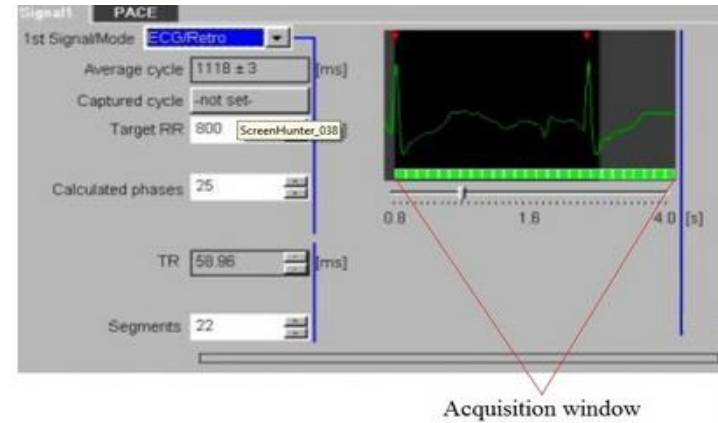 Signal1 PACE
1st Signal/Mode ECG/Retro
Average cycle 1118 ± 3 [ms]
Captured cycle -not set-
Target RR 800 ScreenHunter_038
Calculated phases 25
0.8 1.6 4.0 [s]
TR 58.96 [ms]
Segments 22
Acquisition window